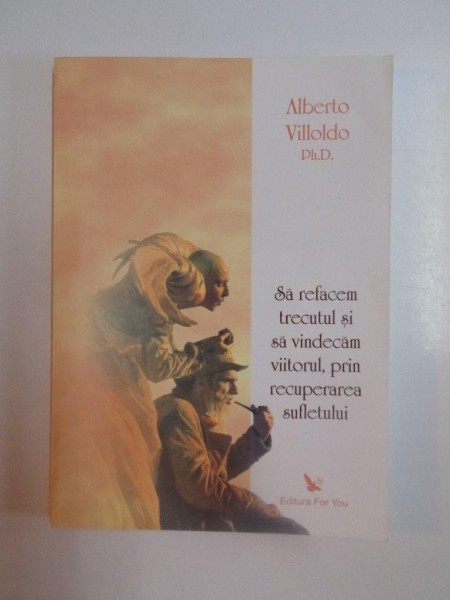 Alberto
Villoldo
Ph.D.
Să refacem
trecutul și
să vindecăm
viitorul, prin
recuperarea
sufletului
Editura For You